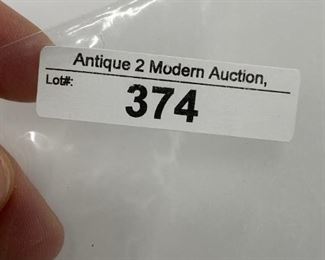 Antique 2 Modern Auction,
Lot#:
374